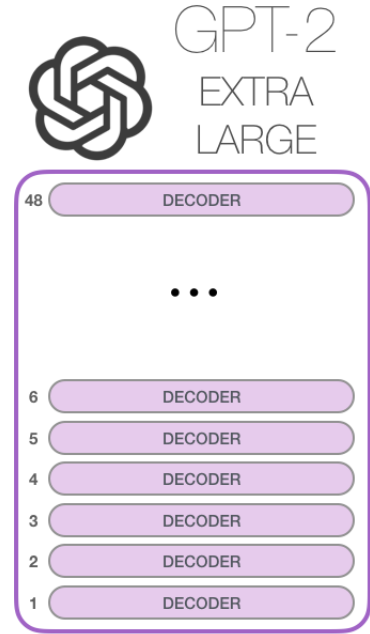 GPT-2
EXTRA
LARGE
48 DECODER
...
6 DECODER
5 DECODER
4 DECODER
3 DECODER
2 DECODER
1 DECODER